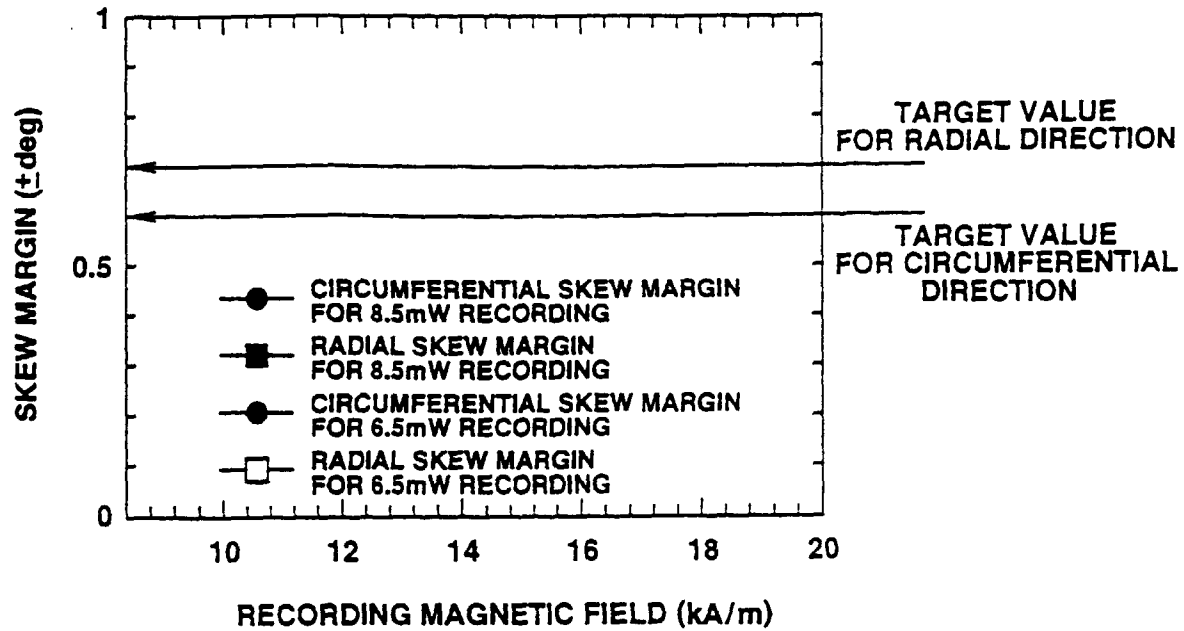 1
TARGET VALUE
FOR RADIAL DIRECTION
SKEW MARGIN (±deg)
0.5
TARGET VALUE
FOR CIRCUMFERENTIAL
DIRECTION
CIRCUMFERENTIAL SKEW MARGIN
FOR 8.5mW RECORDING
RADIAL SKEW MARGIN
FOR 8.5mW RECORDING
CIRCUMFERENTIAL SKEW MARGIN
FOR 6.5mW RECORDING
RADIAL SKEW MARGIN
FOR 6.5mW RECORDING
0
10 12 14 16 18 20
RECORDING MAGNETIC FIELD (kA/m)